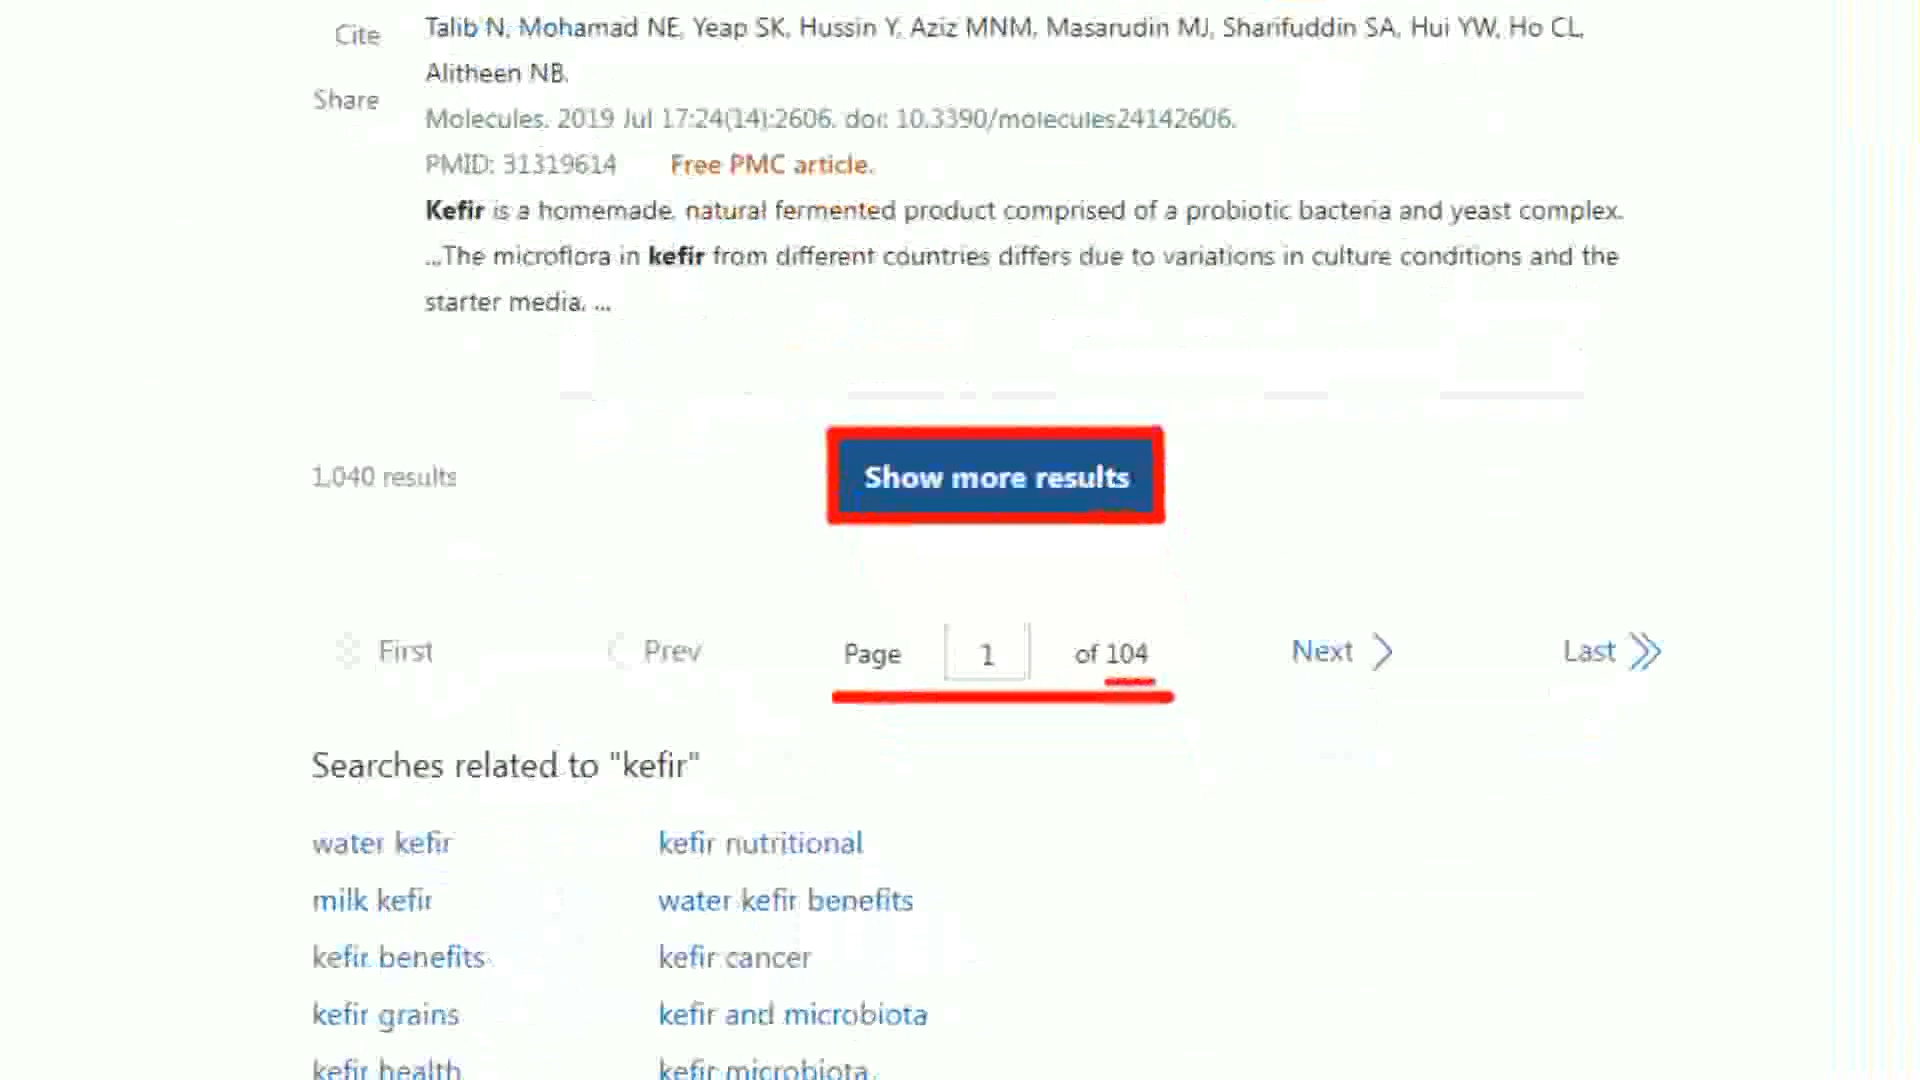 Cite
Talib N, Mohamad NE, Yeap SK, Hussin Y, Aziz MNM, Masarudin MJ, Sharifuddin SA, Hui YW, Ho CL,
Alitheen NB.
Share
Molecules. 2019 Jul 17;24(14):2606. doi: 10.3390/molecules24142606.
PMID: 31319614 Free PMC article.
Kefir is a homemade, natural fermented product comprised of a probiotic bacteria and yeast complex.
...The microflora in kefir from different countries differs due to variations in culture conditions and the
starter media. ...
1,040 results
Show more results
First Prev Page 1 of 104 Next Last
Searches related to "kefir"
water kefir kefir nutritional
milk kefir water kefir benefits
kefir benefits kefir cancer
kefir grains kefir and microbiota
kefir health kefir microbiota